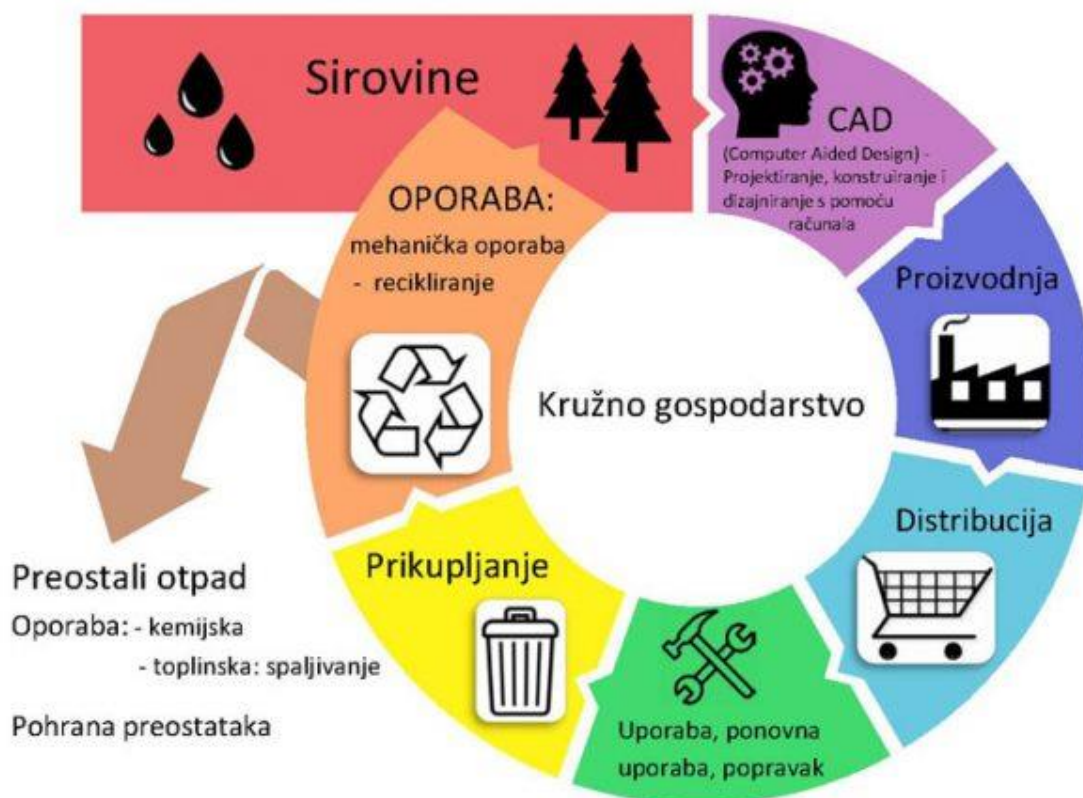 Sirovine
CAD
(Computer Aided Design) -
Projektiranje, konstruiranje i
dizajniranje s pomoću
računala
Proizvodnja
Distribucija
Uporaba, ponovna
uporaba, popravak
Prikupljanje
OPORABA:
mehanička oporaba
- recikliranje
Kružno gospodarstvo
Preostali otpad
Oporaba: - kemijska
- toplinska: spaljivanje
Pohrana preostataka